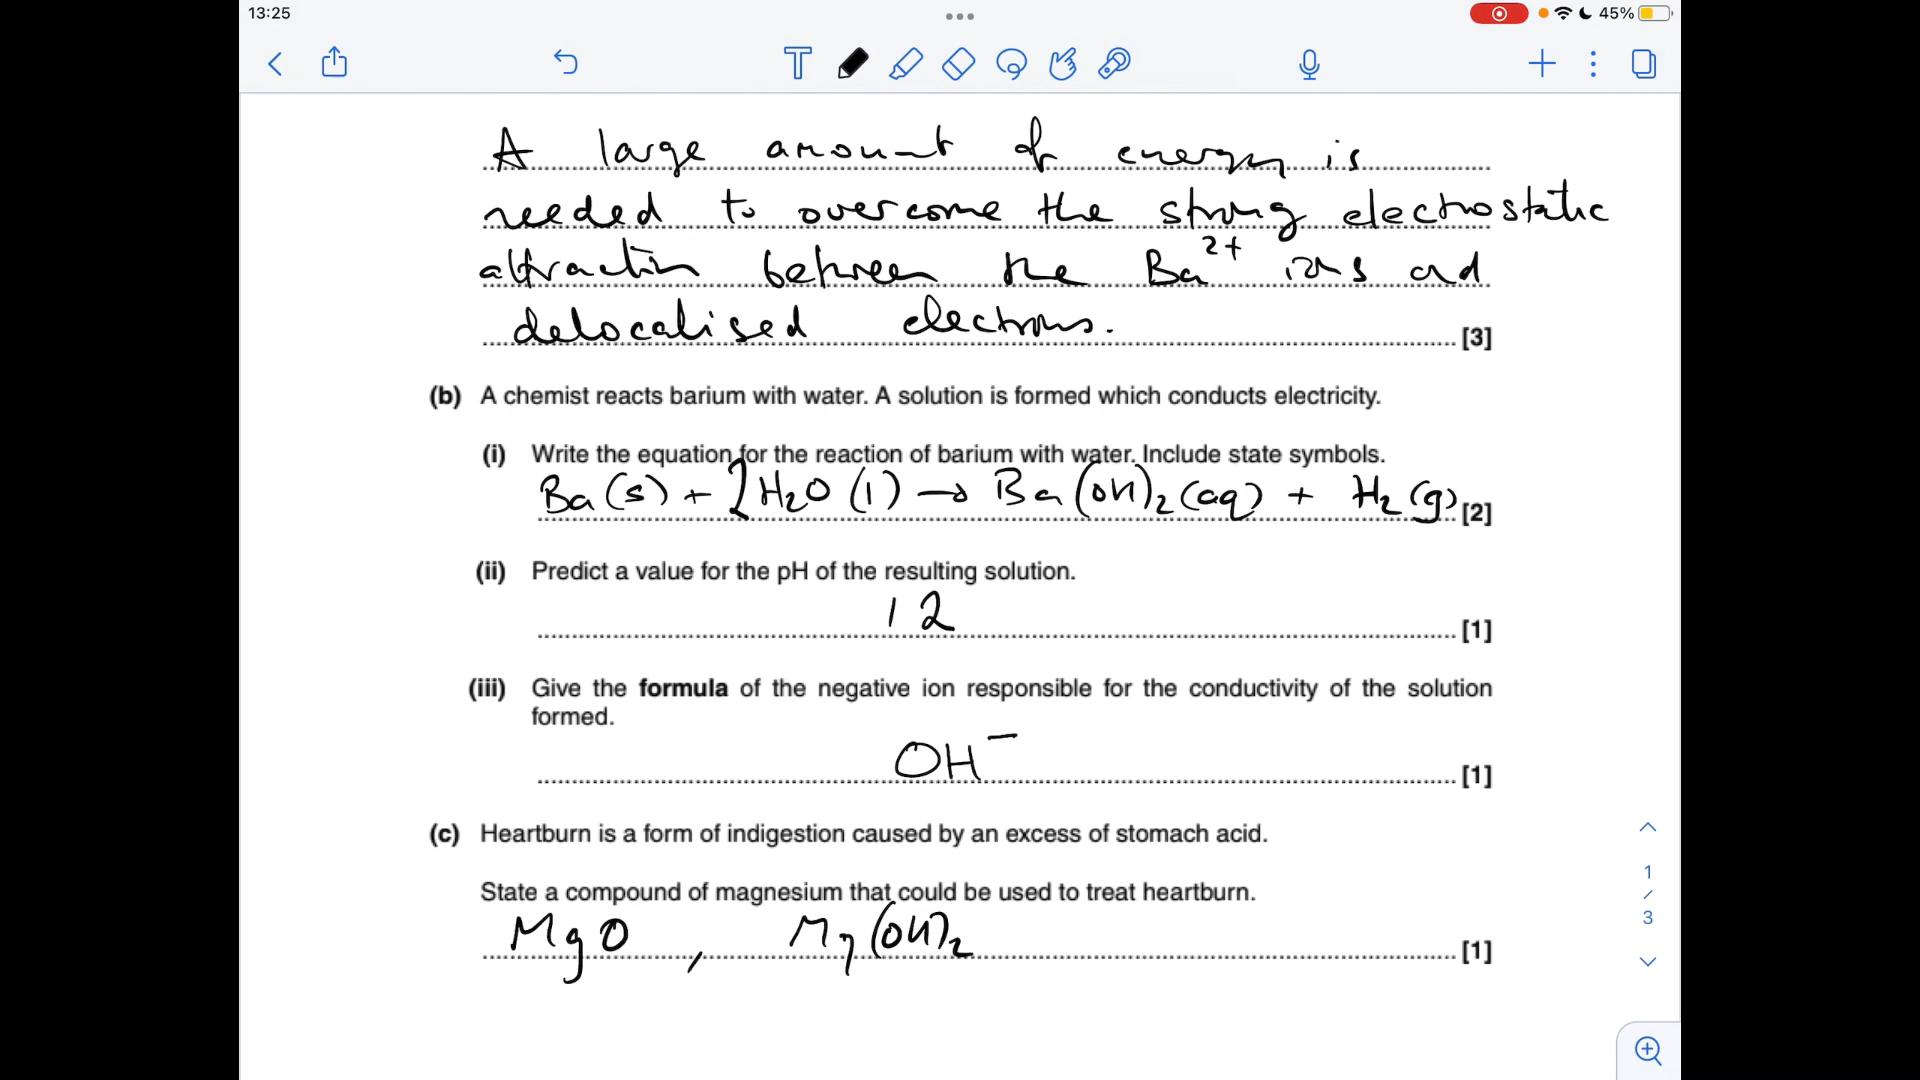 13:25
45%
A large amount of energy is
needed to overcome the strong electrostatic
attraction between the Ba²⁺ ions and
delocalised electrons.
[3]
(b) A chemist reacts barium with water. A solution is formed which conducts electricity.
(i) Write the equation for the reaction of barium with water. Include state symbols.
Ba(s) + 2H₂O (l) → Ba(OH)₂(aq) + H₂(g) [2]
(ii) Predict a value for the pH of the resulting solution.
12
[1]
(iii) Give the formula of the negative ion responsible for the conductivity of the solution
formed.
OH⁻
[1]
(c) Heartburn is a form of indigestion caused by an excess of stomach acid.
State a compound of magnesium that could be used to treat heartburn.
MgO , Mg(OH)₂
[1]
1
/
3